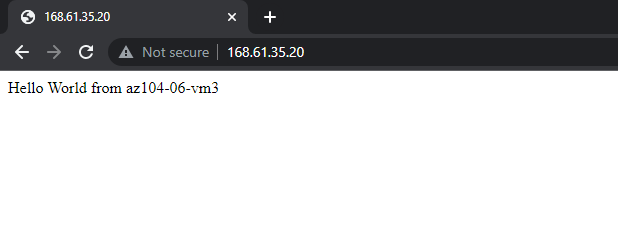 168.61.35.20
Not secure 168.61.35.20
Hello World from az104-06-vm3